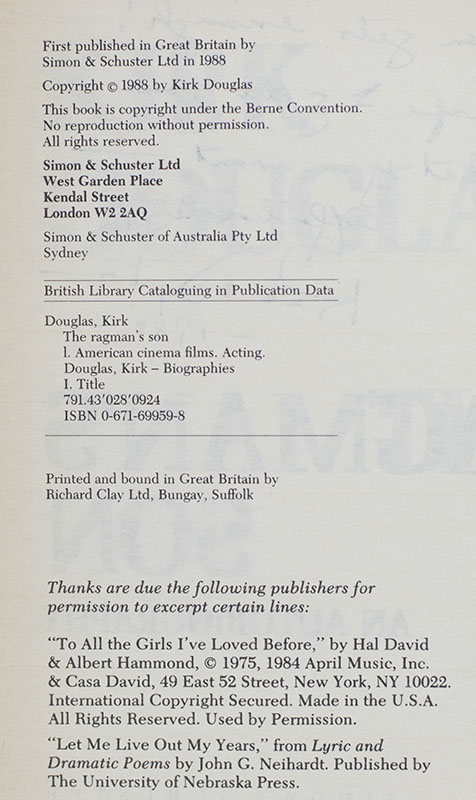 First published in Great Britain by
Simon & Schuster Ltd in 1988
Copyright © 1988 by Kirk Douglas
This book is copyright under the Berne Convention.
No reproduction without permission.
All rights reserved.
Simon & Schuster Ltd
West Garden Place
Kendal Street
London W2 2AQ
Simon & Schuster of Australia Pty Ltd
Sydney
British Library Cataloguing in Publication Data
Douglas, Kirk
The ragman's son
l. American cinema films. Acting.
Douglas, Kirk – Biographies
I. Title
791.43′028′0924
ISBN 0-671-69959-8
Printed and bound in Great Britain by
Richard Clay Ltd, Bungay, Suffolk
Thanks are due the following publishers for
permission to excerpt certain lines:
“To All the Girls I've Loved Before,” by Hal David
& Albert Hammond, © 1975, 1984 April Music, Inc.
& Casa David, 49 East 52 Street, New York, NY 10022.
International Copyright Secured. Made in the U.S.A.
All Rights Reserved. Used by Permission.
“Let Me Live Out My Years,” from Lyric and
Dramatic Poems by John G. Neihardt. Published by
The University of Nebraska Press.